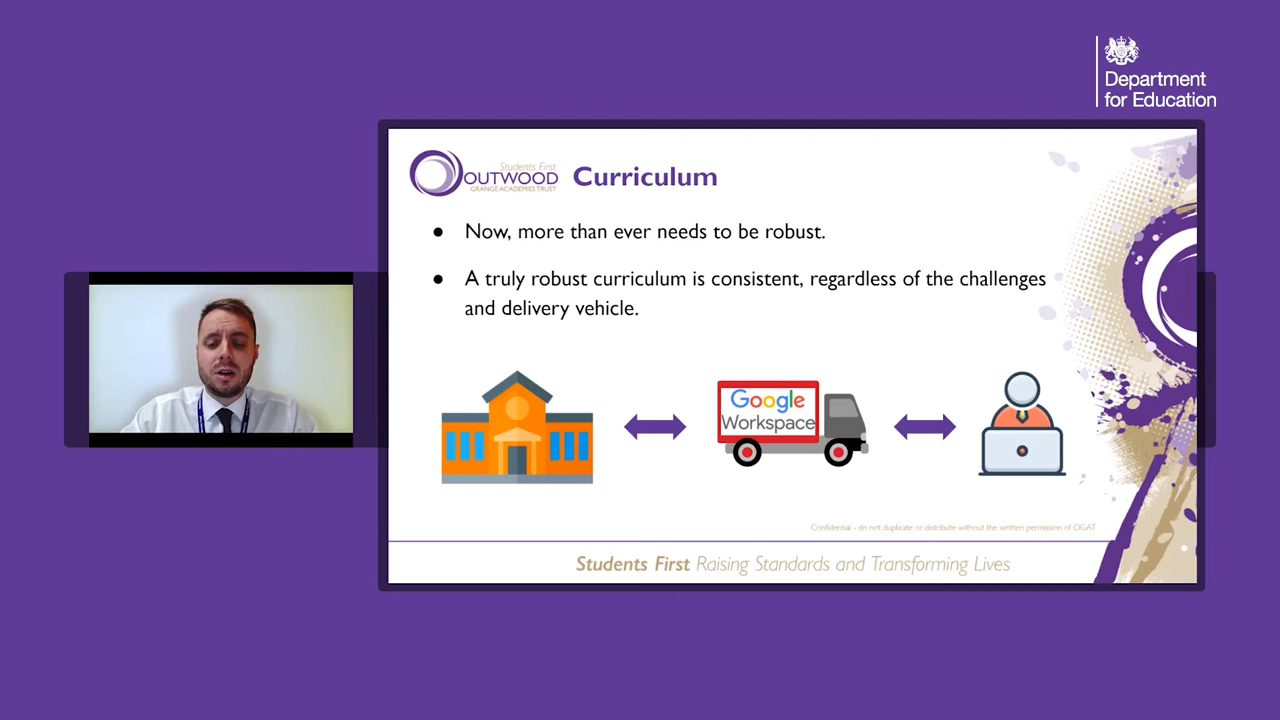 Department
for Education
Students First
OUTWOOD
GRANGE ACADEMIES TRUST
Curriculum
● Now, more than ever needs to be robust.
● A truly robust curriculum is consistent, regardless of the challenges
and delivery vehicle.
Google
Workspace
Confidential - do not duplicate or distribute without the written permission of OGAT
Students First Raising Standards and Transforming Lives